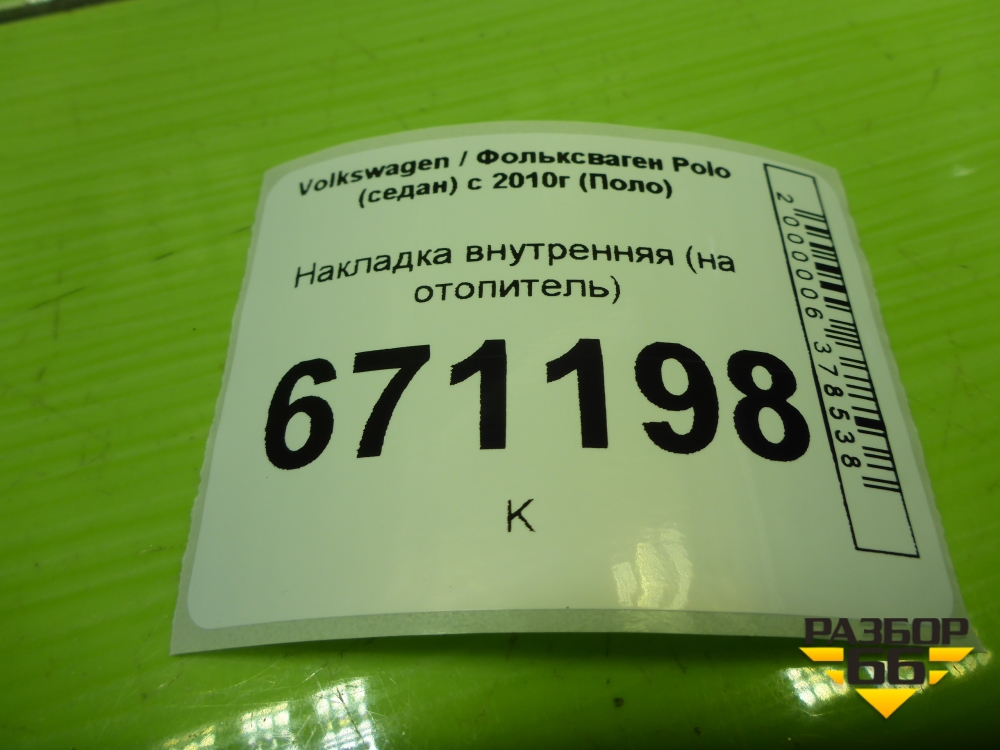 Volkswagen / Фольксваген Polo
(седан) с 2010г (Поло)
Накладка внутренняя (на
отопитель)
671198
К
2000006378538
РАЗБОР
66